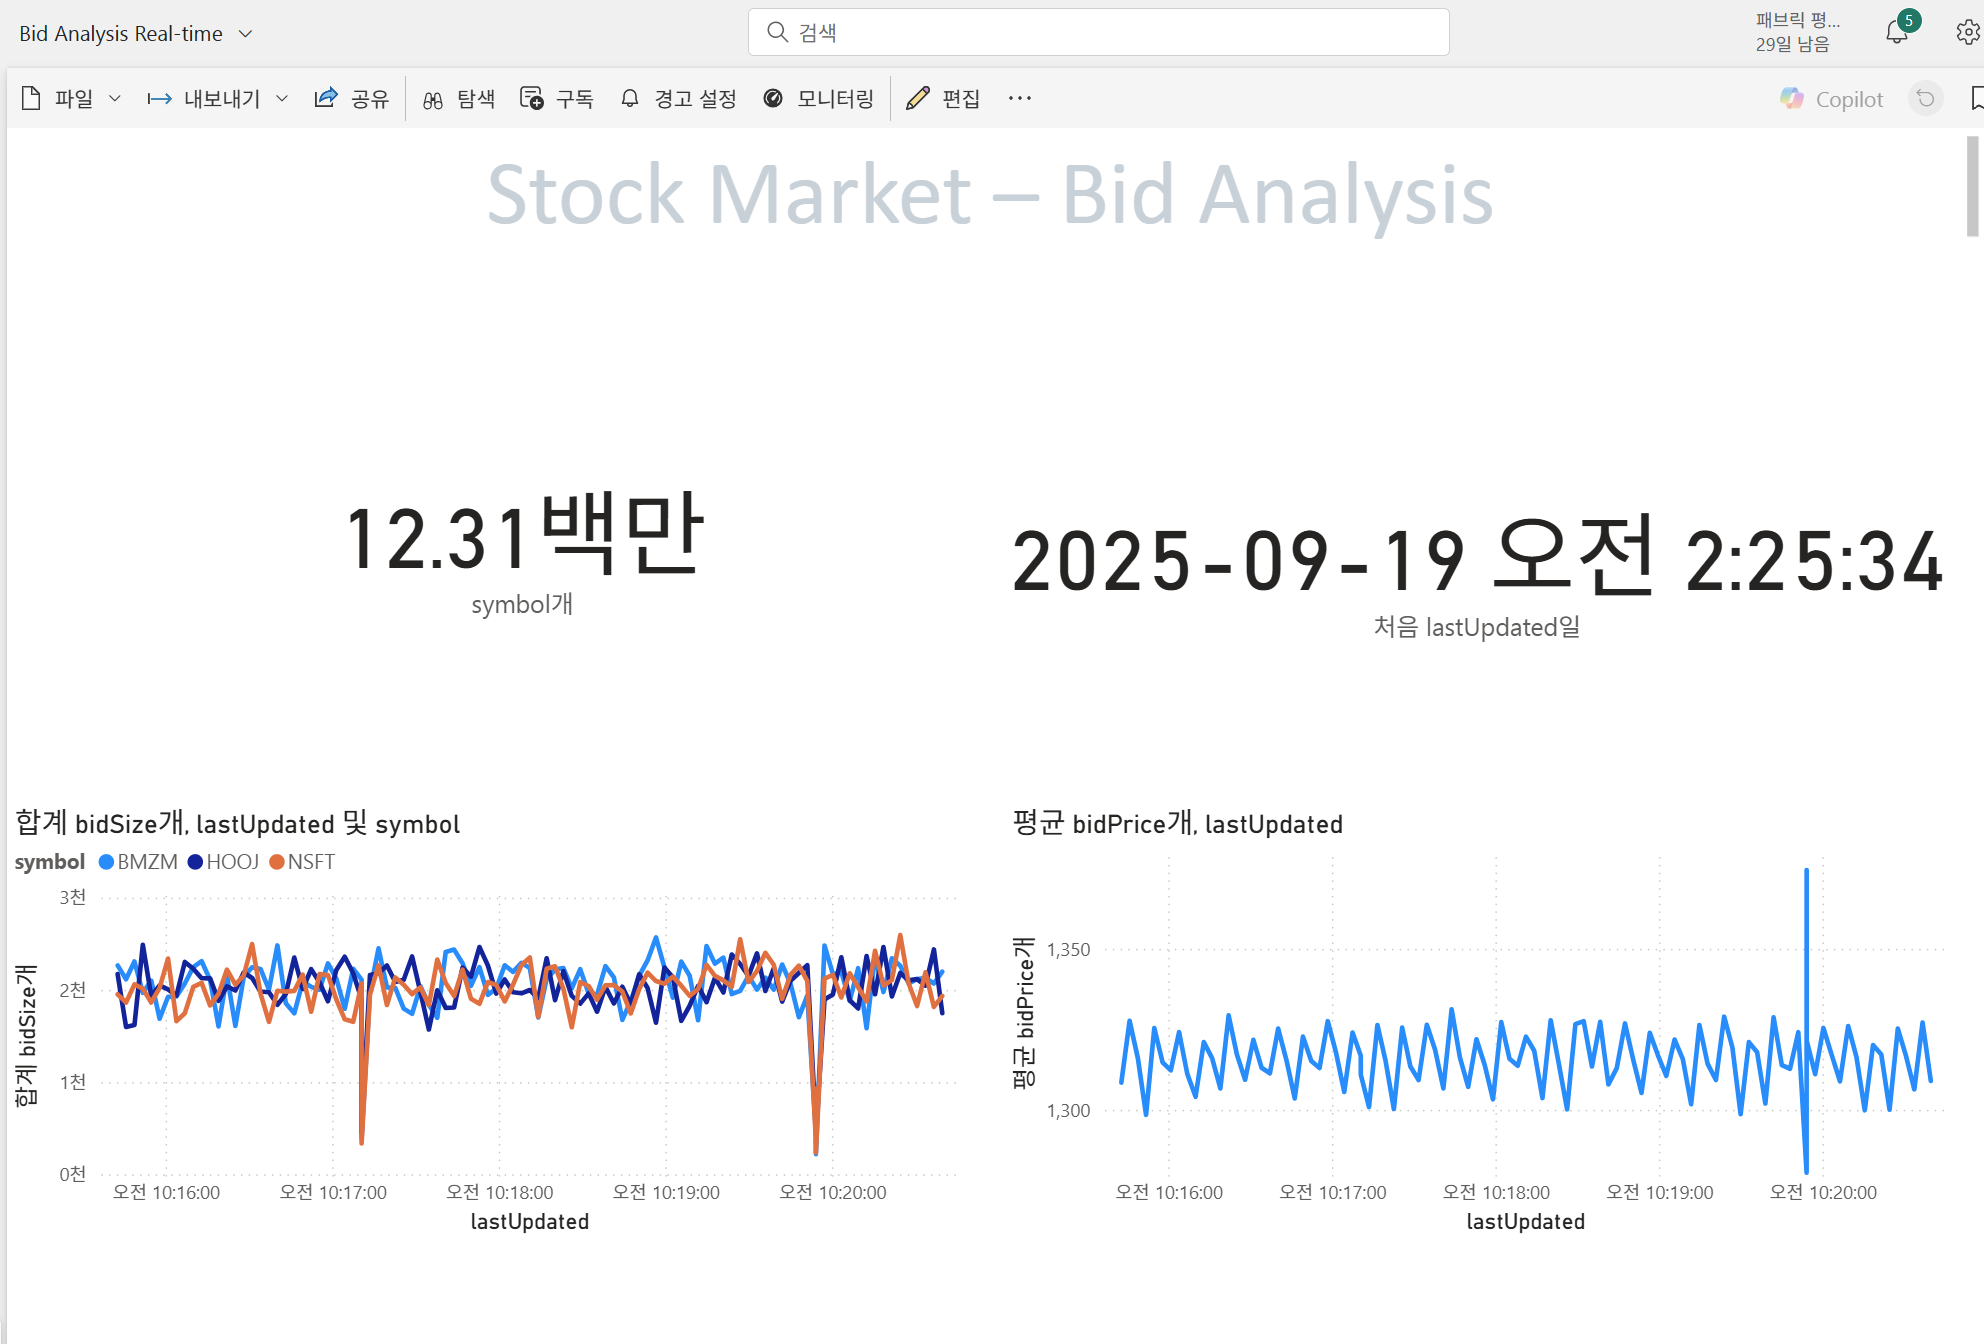 Bid Analysis Real-time
검색
패브릭 평...
29일 남음
5
파일
내보내기
공유
탐색
구독
경고 설정
모니터링
편집
Copilot
Stock Market – Bid Analysis
12.31백만
symbol개
2025-09-19 오전 2:25:34
처음 lastUpdated일
합계 bidSize개, lastUpdated 및 symbol
symbol BMZM HOOJ NSFT
3천
2천
1천
0천
합계 bidSize개
오전 10:16:00 오전 10:17:00 오전 10:18:00 오전 10:19:00 오전 10:20:00
lastUpdated
평균 bidPrice개, lastUpdated
1,350
1,300
평균 bidPrice개
오전 10:16:00 오전 10:17:00 오전 10:18:00 오전 10:19:00 오전 10:20:00
lastUpdated